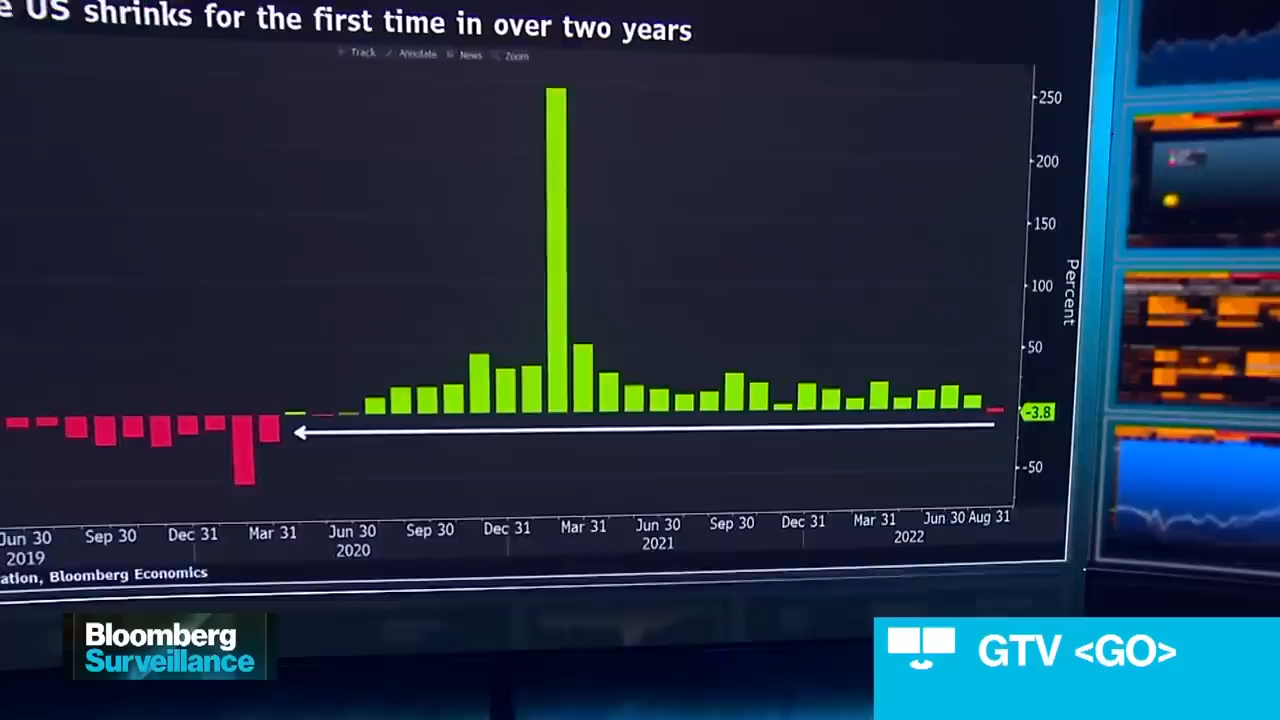 e US shrinks for the first time in over two years
Track Annotate News Zoom
250
200
150
100
50
-3.8
-50
Percent
Jun 30 Sep 30 Dec 31 Mar 31 Jun 30 Sep 30 Dec 31 Mar 31 Jun 30 Sep 30 Dec 31 Mar 31 Jun 30 Aug 31
2019 2020 2021 2022
ation, Bloomberg Economics
Bloomberg
Surveillance
GTV <GO>